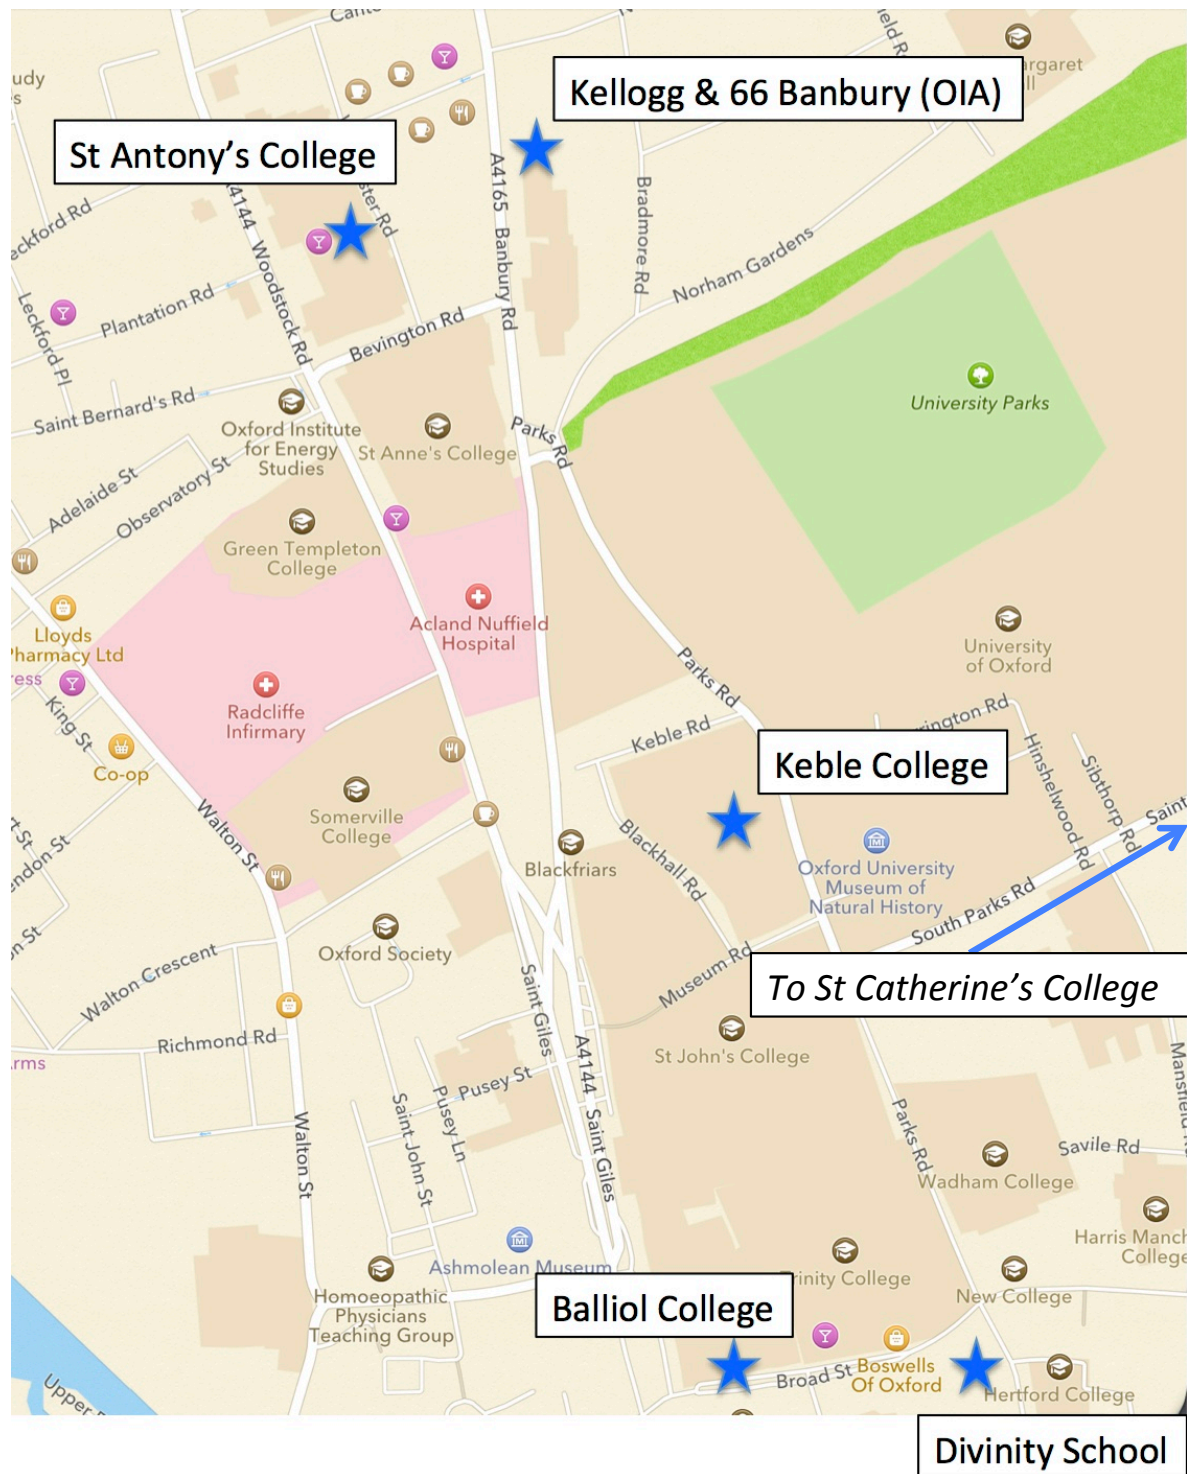 Kellogg & 66 Banbury (OIA)
St Antony's College
A4144 Woodstock Rd
A4165 Banbury Rd
Bradmore Rd
Norham Gardens
Leckford Pl
Plantation Rd
Bevington Rd
Saint Bernard's Rd
University Parks
Oxford Institute
for Energy
Studies
St Anne's College
Parks Rd
Adelaide St
Observatory St
Green Templeton
College
Acland Nuffield
Hospital
Lloyds
Pharmacy Ltd
University
of Oxford
Parks Rd
King St
Radcliffe
Infirmary
Co-op
Keble Rd
Keble College
Hinshelwood Rd
Sibthorp Rd
Somerville
College
Walton St
Blackhall Rd
Blackfriars
Oxford University
Museum of
Natural History
South Parks Rd
Oxford Society
Walton Crescent
Museum Rd
To St Catherine's College
Saint Giles
Richmond Rd
St John's College
A4144 Saint Giles
Pusey St
Pusey Ln
Saint John St
Walton St
Parks Rd
Savile Rd
Wadham College
Ashmolean Museum
Trinity College
Harris Manch
College
New College
Homoeopathic
Physicians
Teaching Group
Balliol College
Broad St
Boswells
Of Oxford
Hertford College
Upper
Divinity School